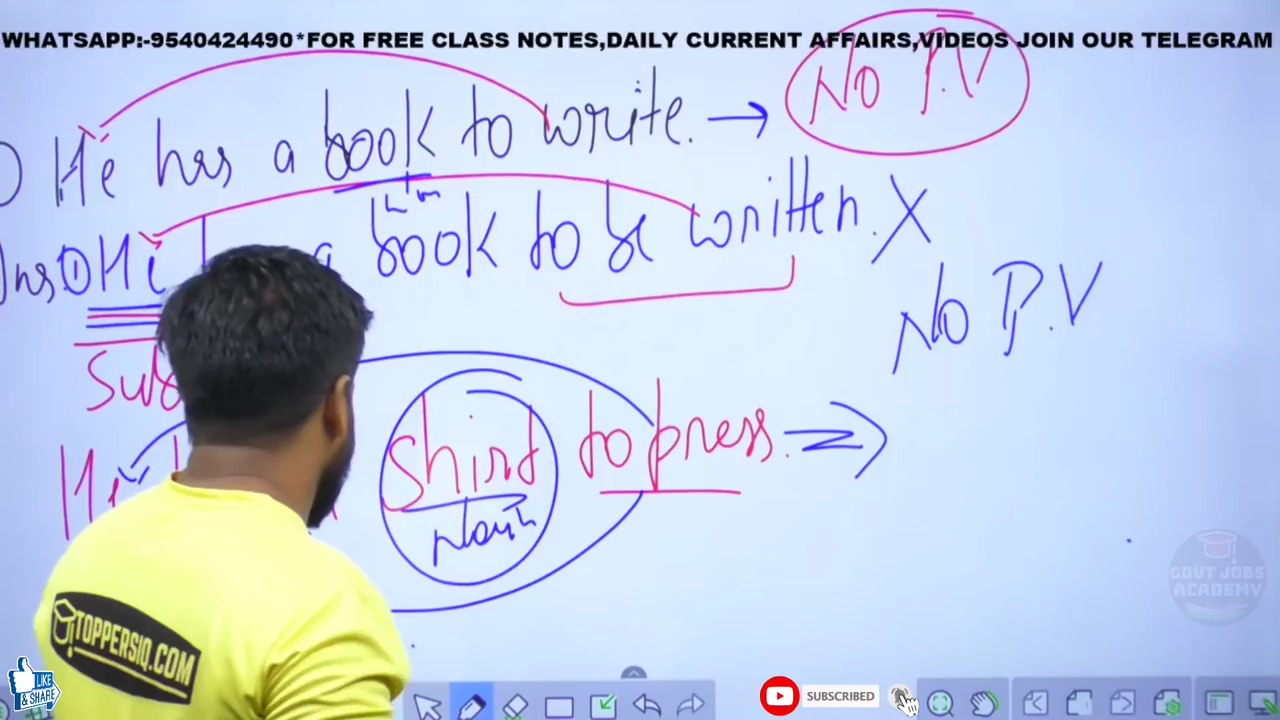 WHATSAPP:-9540424490*FOR FREE CLASS NOTES,DAILY CURRENT AFFAIRS,VIDEOS JOIN OUR TELEGRAM
No P.V
He has a book to write. →
Ans ① He a book to be written. X
No P.V
Sub
He shirt to press. ⇒
Noun
GOVT JOBS
ACADEMY
TOPPERSIQ.COM
LIKE
& SHARE
SUBSCRIBED